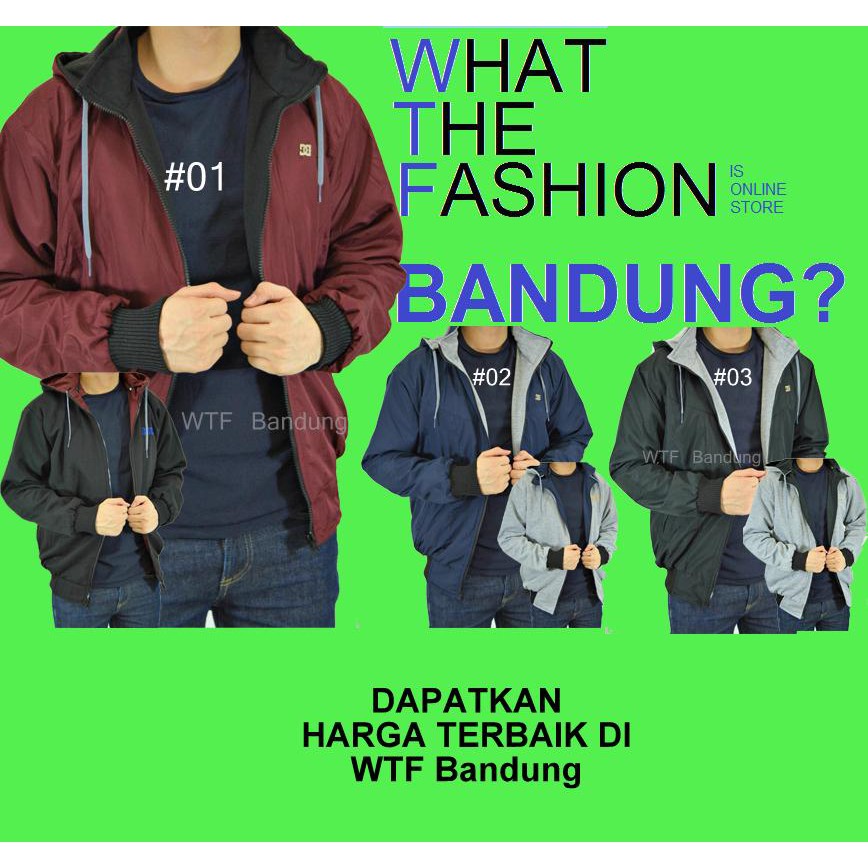 WHAT
THE
FASHION
IS
ONLINE
STORE
BANDUNG?
#01
#02
#03
WTF Bandung
WTF Bandung
DAPATKAN
HARGA TERBAIK DI
WTF Bandung